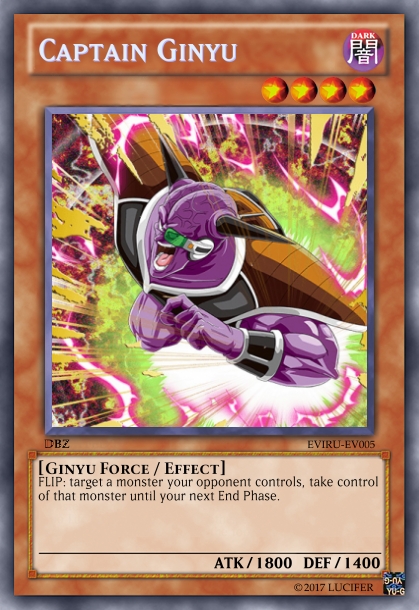 CAPTAIN GINYU
DARK
闇
DBZ
EVIRU-EV005
[GINYU FORCE / EFFECT]
FLIP: target a monster your opponent controls, take control
of that monster until your next End Phase.
ATK / 1800 DEF / 1400
©2017 LUCIFER
YU-G